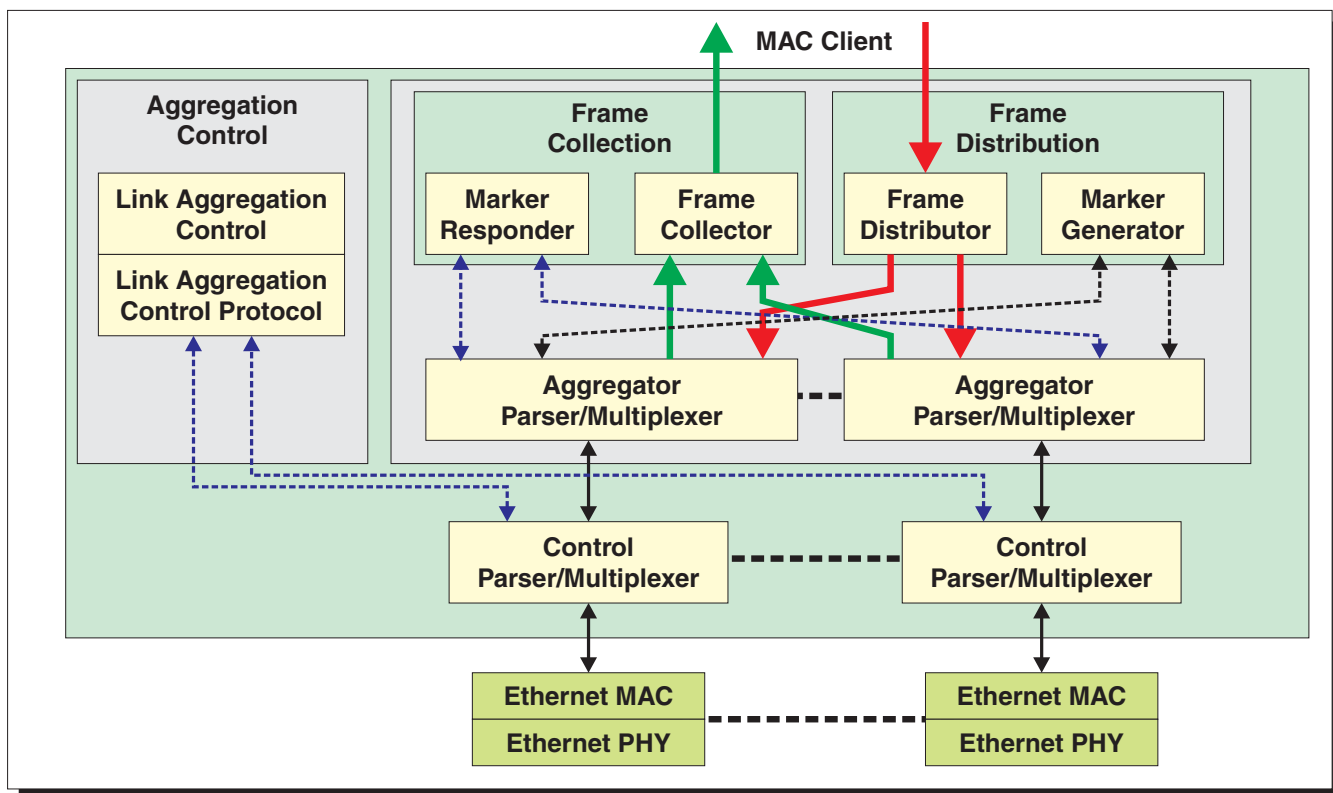 MAC Client
Aggregation
Control
Link Aggregation
Control
Link Aggregation
Control Protocol
Frame
Collection
Marker
Responder
Frame
Collector
Frame
Distribution
Frame
Distributor
Marker
Generator
Aggregator
Parser/Multiplexer
Aggregator
Parser/Multiplexer
Control
Parser/Multiplexer
Control
Parser/Multiplexer
Ethernet MAC
Ethernet PHY
Ethernet MAC
Ethernet PHY